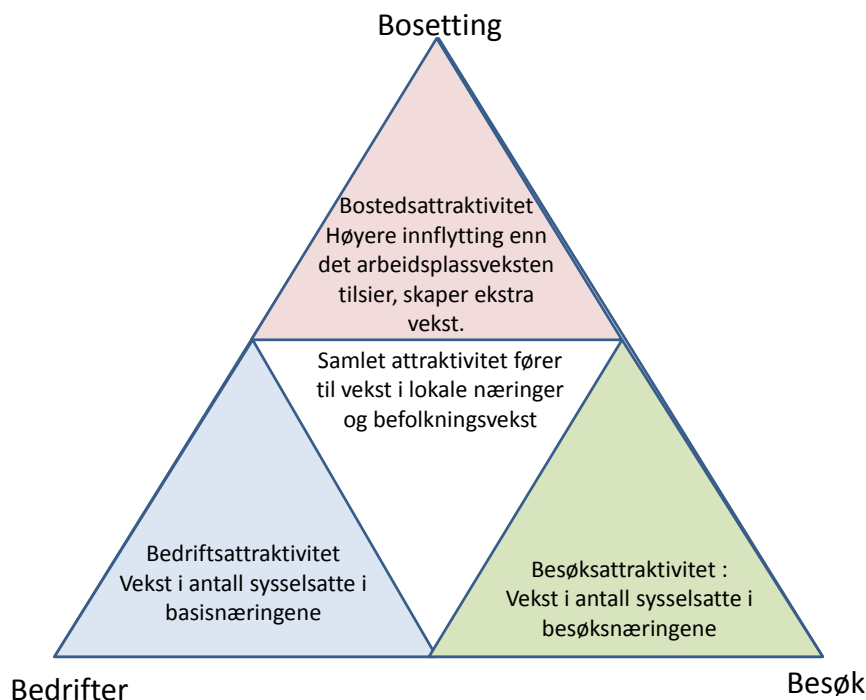 Bosetting
Bostedsattraktivitet
Høyere innflytting enn
det arbeidsplassveksten
tilsier, skaper ekstra
vekst.
Samlet attraktivitet fører
til vekst i lokale næringer
og befolkningsvekst
Bedriftsattraktivitet
Vekst i antall sysselsatte i
basisnæringene
Besøksattraktivitet :
Vekst i antall sysselsatte i
besøksnæringene
Bedrifter
Besøk